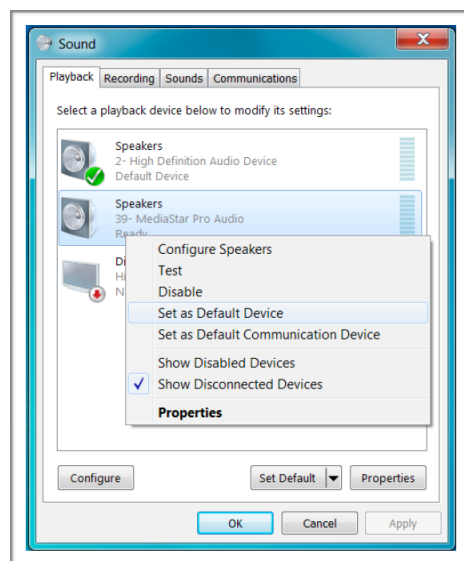 Sound
Playback Recording Sounds Communications
Select a playback device below to modify its settings:
Speakers
2- High Definition Audio Device
Default Device
Speakers
39- MediaStar Pro Audio
Ready
Di
Hi
N
Configure Speakers
Test
Disable
Set as Default Device
Set as Default Communication Device
Show Disabled Devices
Show Disconnected Devices
Properties
Configure Set Default Properties
OK Cancel Apply